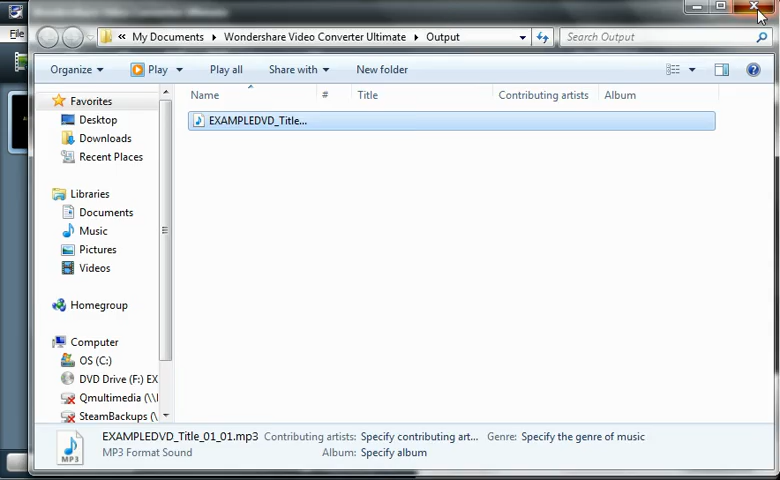 File
« My Documents Wondershare Video Converter Ultimate Output Search Output
Organize Play Play all Share with New folder
Name # Title Contributing artists Album
EXAMPLEDVD_Title...
Favorites
Desktop
Downloads
Recent Places
Libraries
Documents
Music
Pictures
Videos
Homegroup
Computer
OS (C:)
DVD Drive (F:) EX
Qmultimedia (\\
SteamBackups (\
EXAMPLEDVD_Title_01_01.mp3 Contributing artists: Specify contributing art... Genre: Specify the genre of music
MP3 Format Sound Album: Specify album
MP3